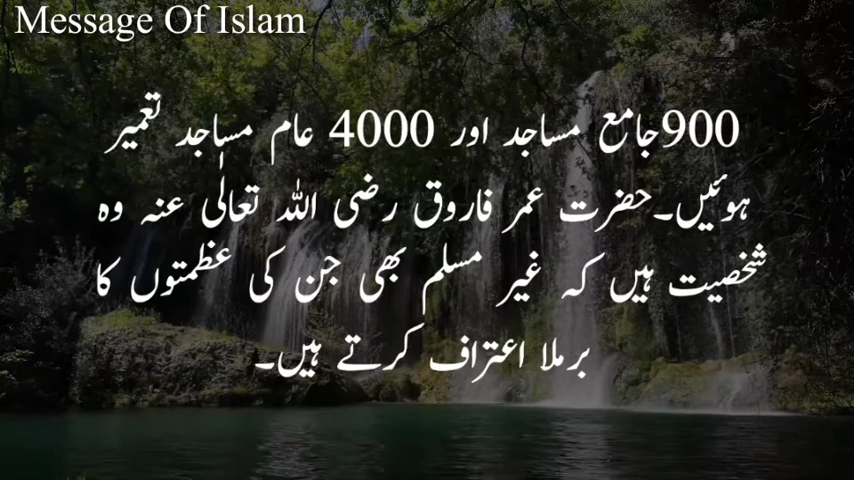 Message Of Islam
900جامع مساجد اور 4000 عام مساجد تعمیر
ہوئیں۔حضرت عمر فاروق رضی اللہ تعالٰی عنہ وہ
شخصیت ہیں کہ غیر مسلم بھی جن کی عظمتوں کا
برملا اعتراف کرتے ہیں۔